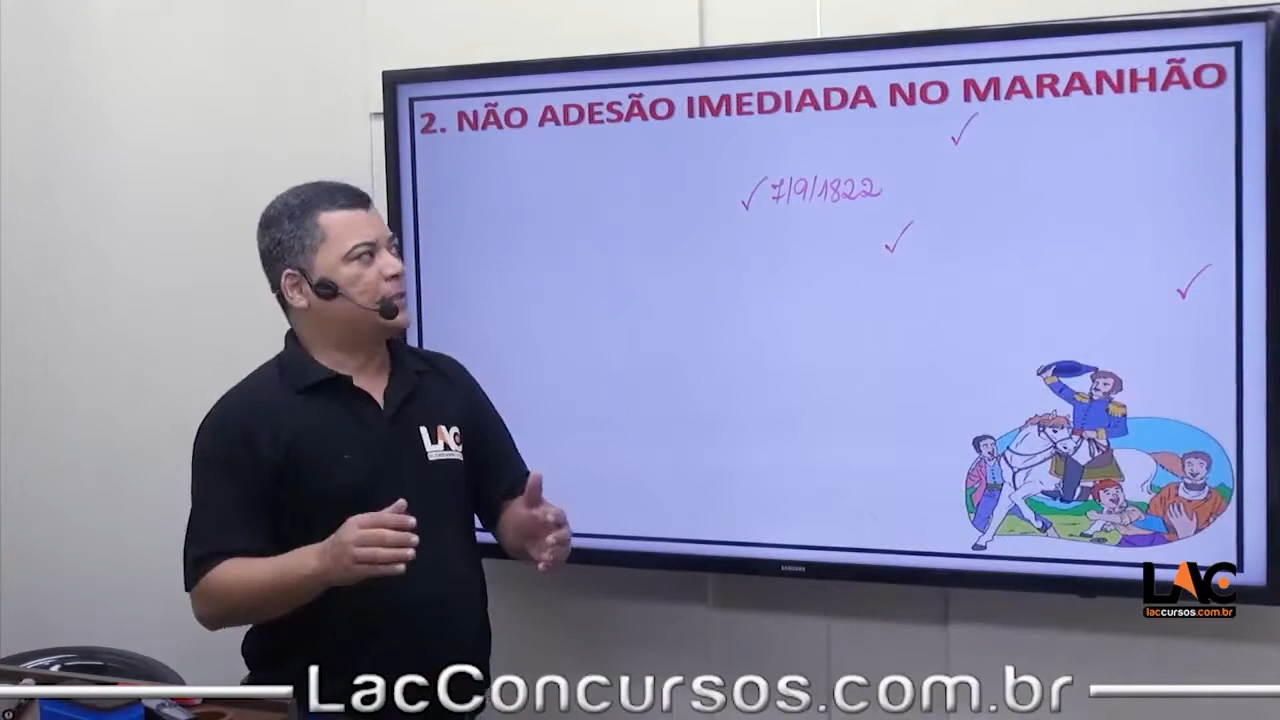 2. NÃO ADESÃO IMEDIADA NO MARANHÃO
7/9/1822
LAC
SAMSUNG
LAC
laccursos.com.br
LacConcursos.com.br